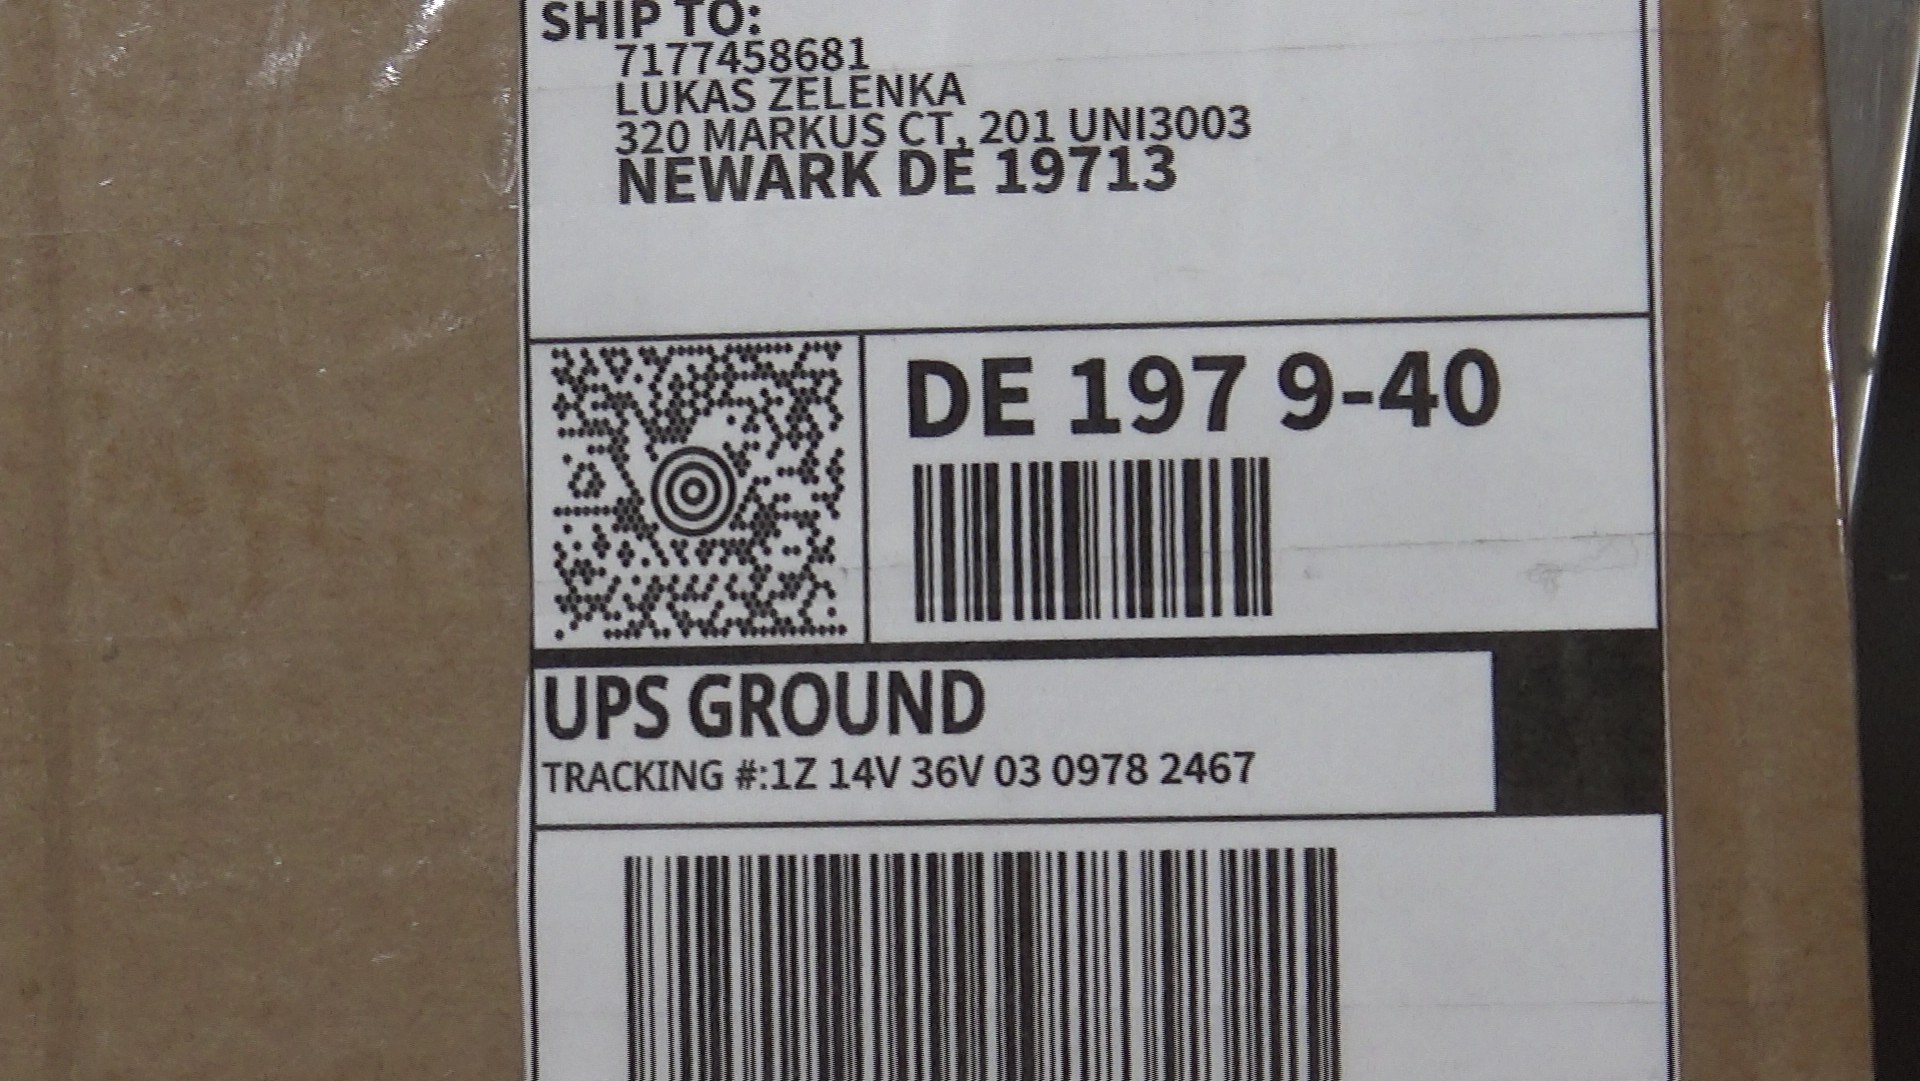 SHIP TO:
7177458681
LUKAS ZELENKA
320 MARKUS CT, 201 UNI3003
NEWARK DE 19713
DE 197 9-40
UPS GROUND
TRACKING #:1Z 14V 36V 03 0978 2467